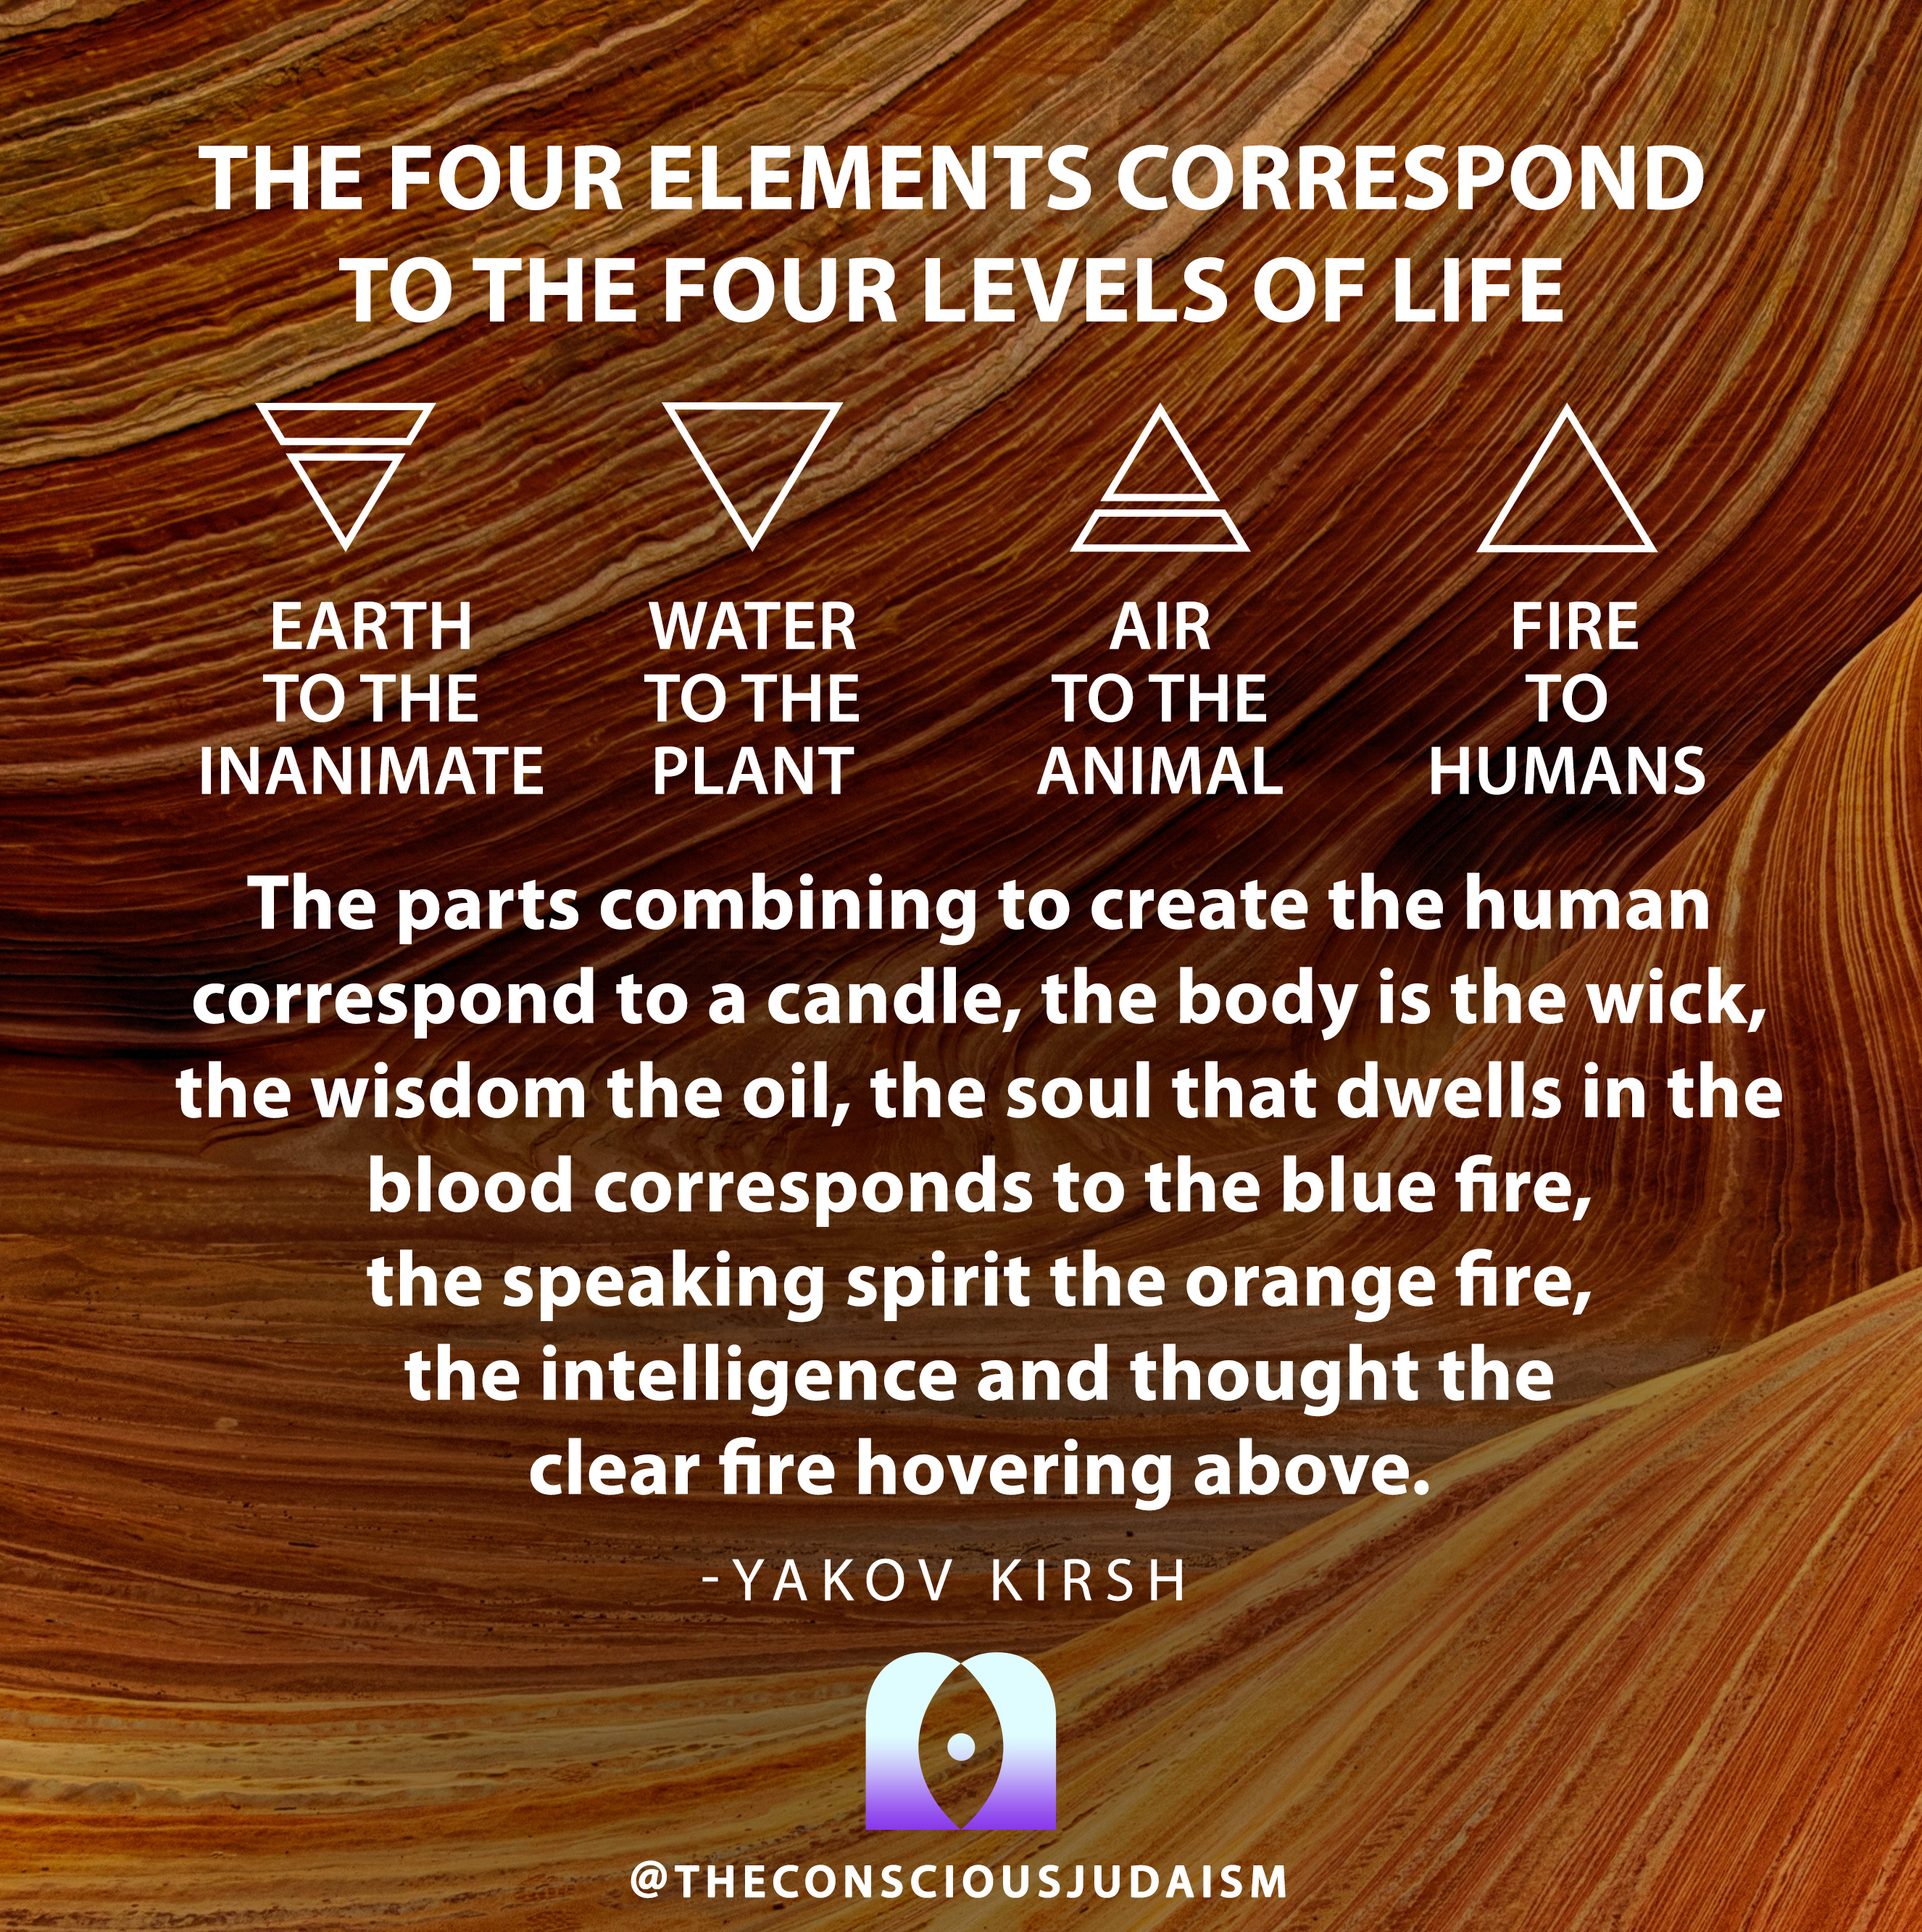 THE FOUR ELEMENTS CORRESPOND
TO THE FOUR LEVELS OF LIFE
EARTH
TO THE
INANIMATE
WATER
TO THE
PLANT
AIR
TO THE
ANIMAL
FIRE
TO
HUMANS
The parts combining to create the human
correspond to a candle, the body is the wick,
the wisdom the oil, the soul that dwells in the
blood corresponds to the blue fire,
the speaking spirit the orange fire,
the intelligence and thought the
clear fire hovering above.
-YAKOV KIRSH
@THECONSCIOUSJUDAISM